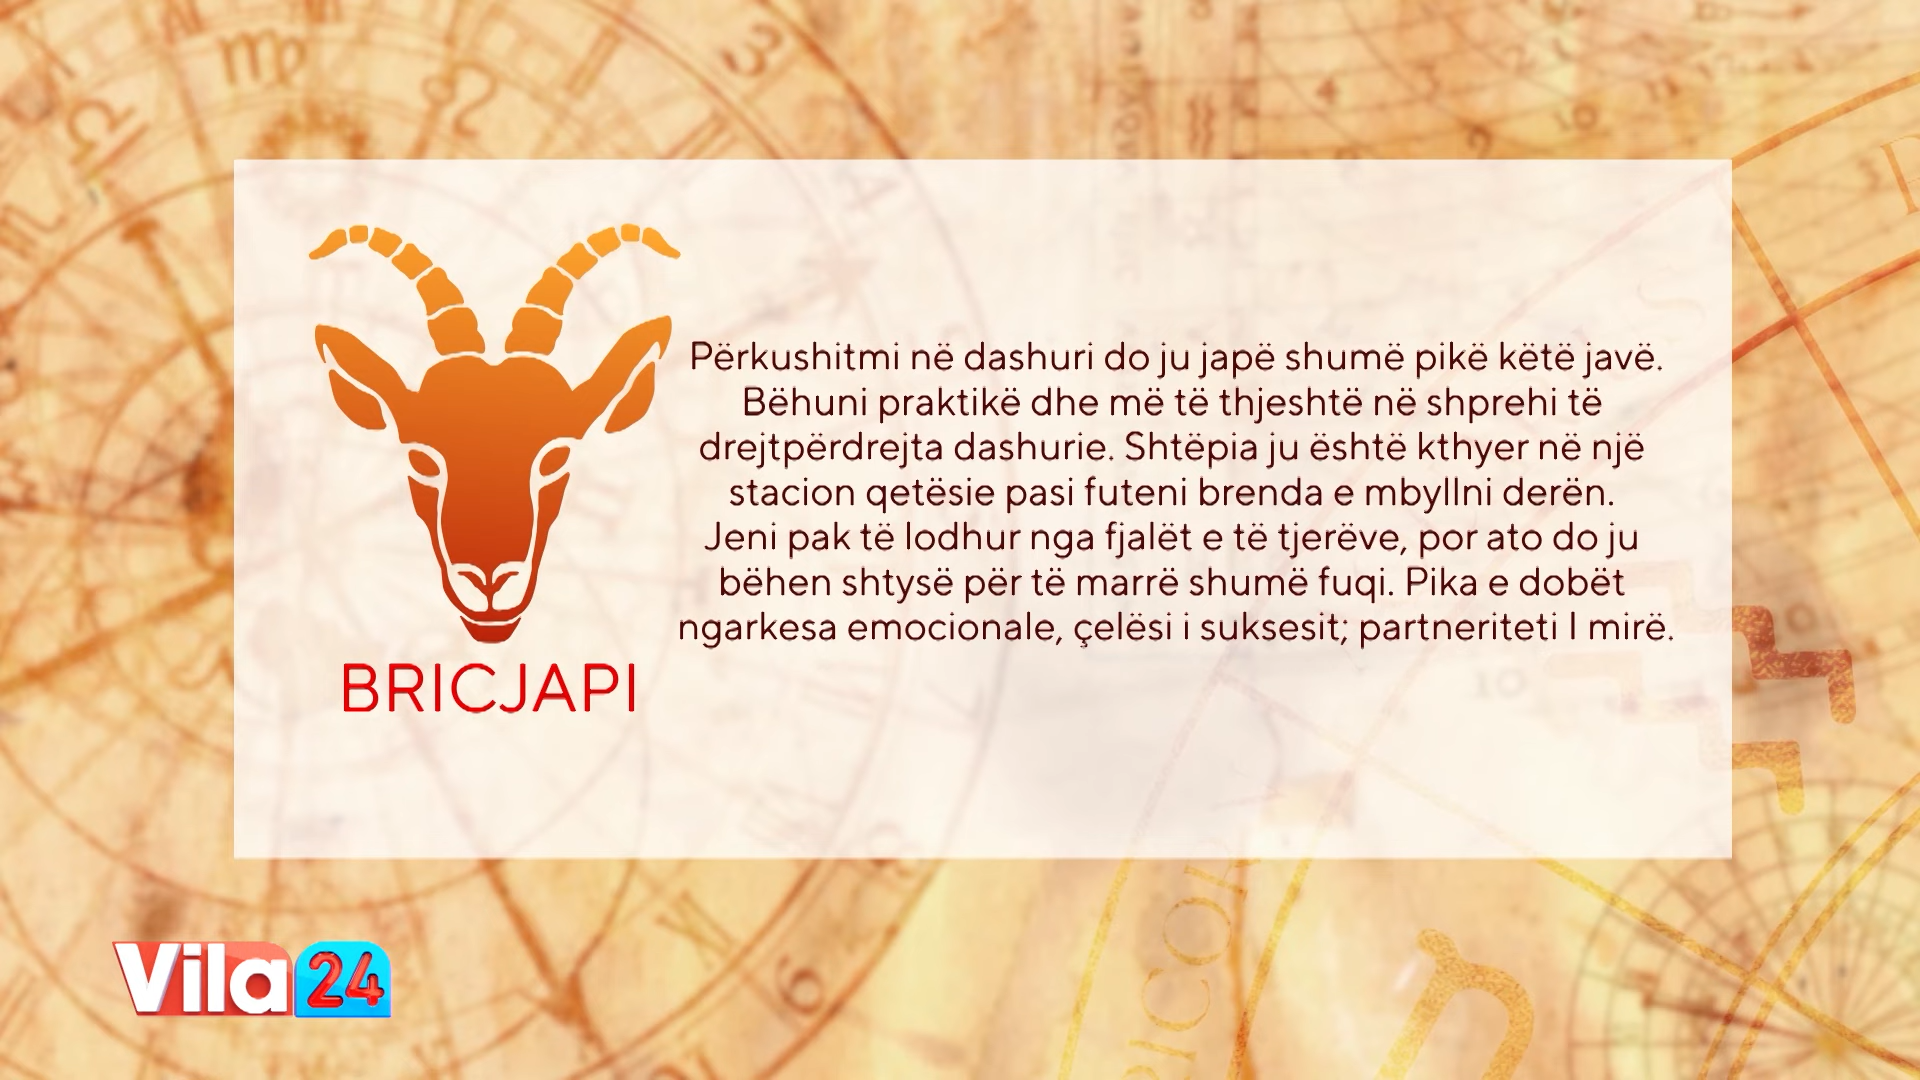 Përkushitmi në dashuri do ju japë shumë pikë këtë javë.
Bëhuni praktikë dhe më të thjeshtë në shprehi të
drejtpërdrejta dashurie. Shtëpia ju është kthyer në një
stacion qetësie pasi futeni brenda e mbyllni derën.
Jeni pak të lodhur nga fjalët e të tjerëve, por ato do ju
bëhen shtysë për të marrë shumë fuqi. Pika e dobët
ngarkesa emocionale, çelësi i suksesit; partneriteti I mirë.
BRICJAPI
Vila 24